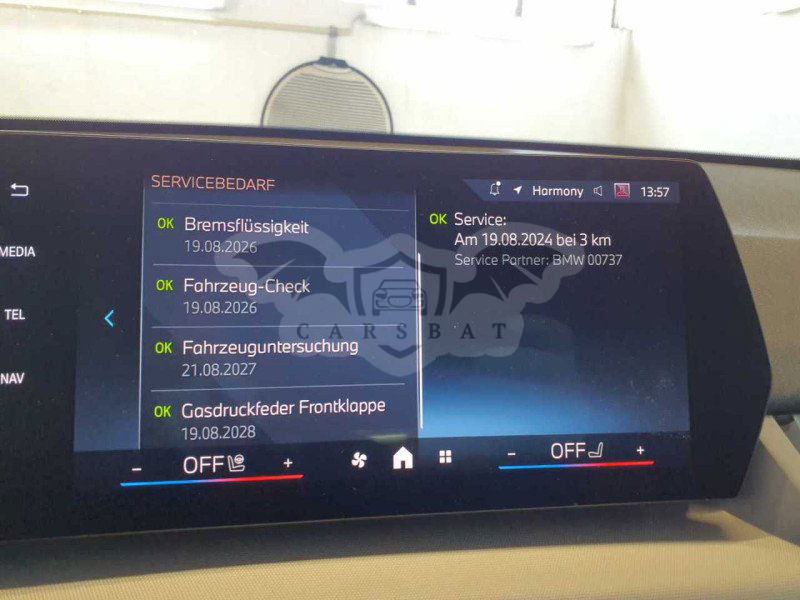 SERVICEBEDARF
Harmony 13:57
MEDIA
TEL
NAV
OK Bremsflüssigkeit
19.08.2026
OK Fahrzeug-Check
19.08.2026
OK Fahrzeuguntersuchung
21.08.2027
OK Gasdruckfeder Frontklappe
19.08.2028
OK Service:
Am 19.08.2024 bei 3 km
Service Partner: BMW 00737
CARSBAT
- OFF +
- OFF +